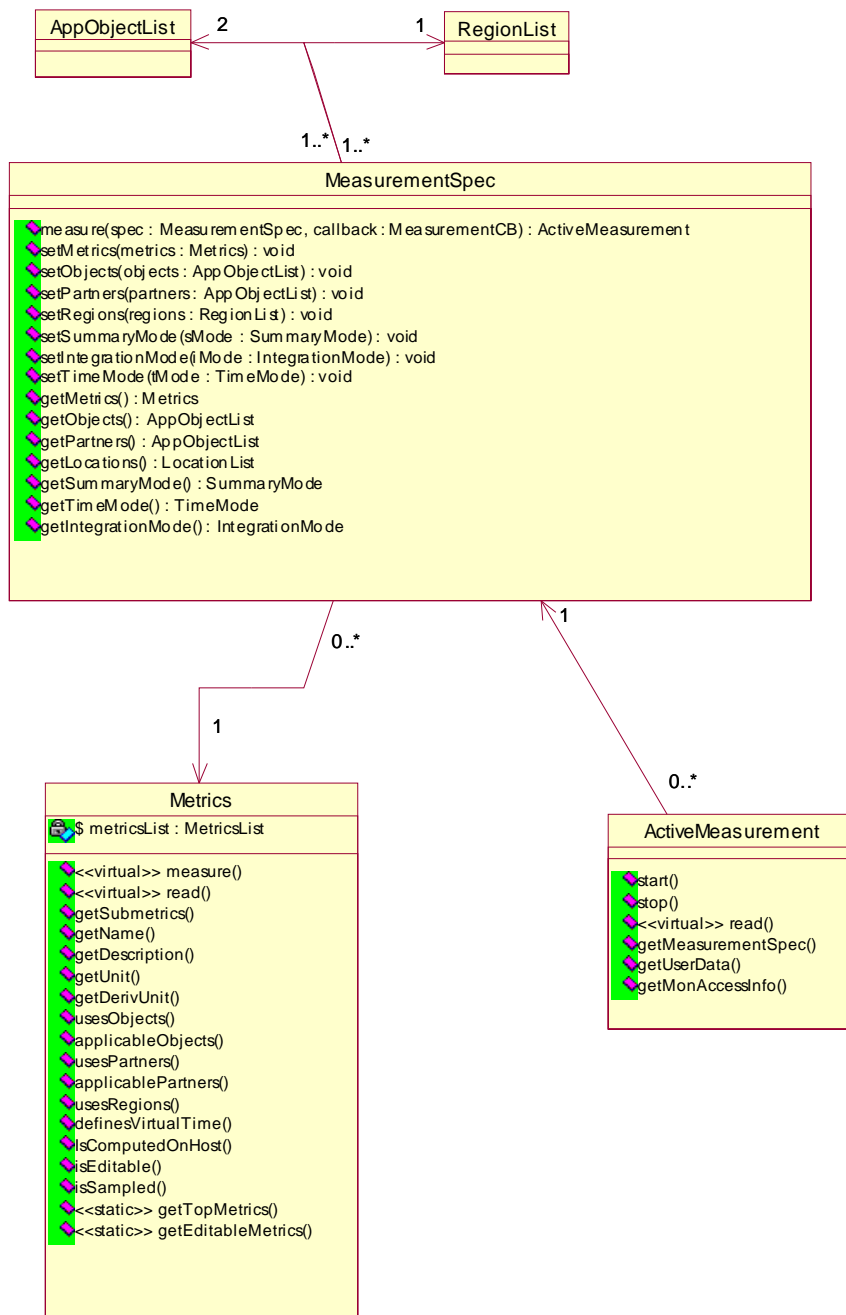 AppObjectList
2
1
RegionList
1..*
1..*
MeasurementSpec
measure(spec : MeasurementSpec, callback : MeasurementCB) : ActiveMeasurement
setMetrics(metrics : Metrics) : void
setObjects(objects : AppObjectList) : void
setPartners(partners : AppObjectList) : void
setRegions(regions : RegionList) : void
setSummaryMode(sMode : SummaryMode) : void
setIntegrationMode(iMode : IntegrationMode) : void
setTimeMode(tMode : TimeMode) : void
getMetrics() : Metrics
getObjects() : AppObjectList
getPartners() : AppObjectList
getLocations() : LocationList
getSummaryMode() : SummaryMode
getTimeMode() : TimeMode
getIntegrationMode() : IntegrationMode
0..*
1
1
0..*
Metrics
$ metricsList : MetricsList
<<virtual>> measure()
<<virtual>> read()
getSubmetrics()
getName()
getDescription()
getUnit()
getDerivUnit()
usesObjects()
applicableObjects()
usesPartners()
applicablePartners()
usesRegions()
definesVirtualTime()
IsComputedOnHost()
isEditable()
isSampled()
<<static>> getTopMetrics()
<<static>> getEditableMetrics()
ActiveMeasurement
start()
stop()
<<virtual>> read()
getMeasurementSpec()
getUserData()
getMonAccessInfo()